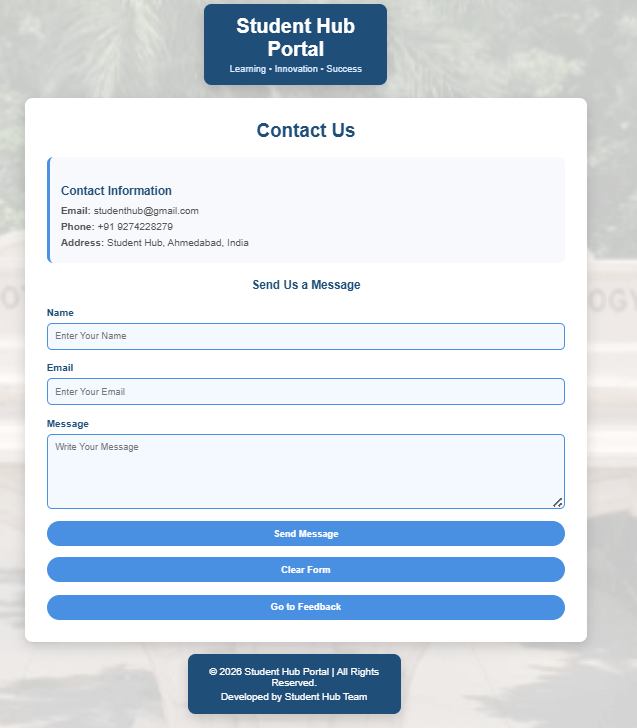 Student Hub
Portal
Learning • Innovation • Success
Contact Us
Contact Information
Email: studenthub@gmail.com
Phone: +91 9274228279
Address: Student Hub, Ahmedabad, India
Send Us a Message
Name
Enter Your Name
Email
Enter Your Email
Message
Write Your Message
Send Message
Clear Form
Go to Feedback
© 2026 Student Hub Portal | All Rights
Reserved.
Developed by Student Hub Team